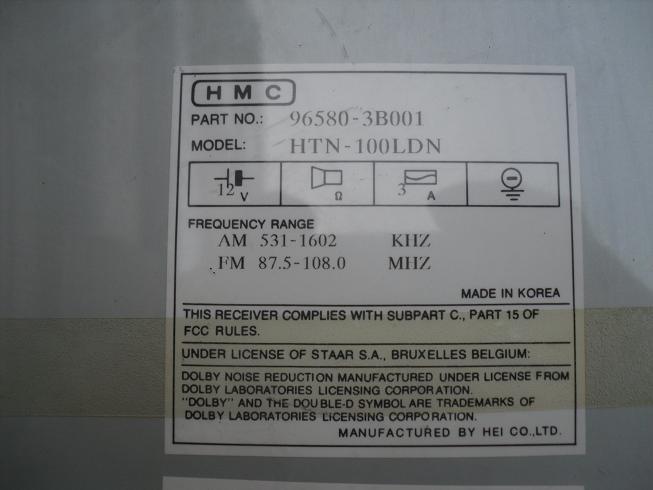 HMC
PART NO.: 96580-3B001
MODEL: HTN-100LDN
12 V Ω 3 A
FREQUENCY RANGE
AM 531-1602 KHZ
FM 87.5-108.0 MHZ
MADE IN KOREA
THIS RECEIVER COMPLIES WITH SUBPART C., PART 15 OF
FCC RULES.
UNDER LICENSE OF STAAR S.A., BRUXELLES BELGIUM:
DOLBY NOISE REDUCTION MANUFACTURED UNDER LICENSE FROM
DOLBY LABORATORIES LICENSING CORPORATION.
"DOLBY" AND THE DOUBLE-D SYMBOL ARE TRADEMARKS OF
DOLBY LABORATORIES LICENSING CORPORATION.
MANUFACTURED BY HEI CO.,LTD.